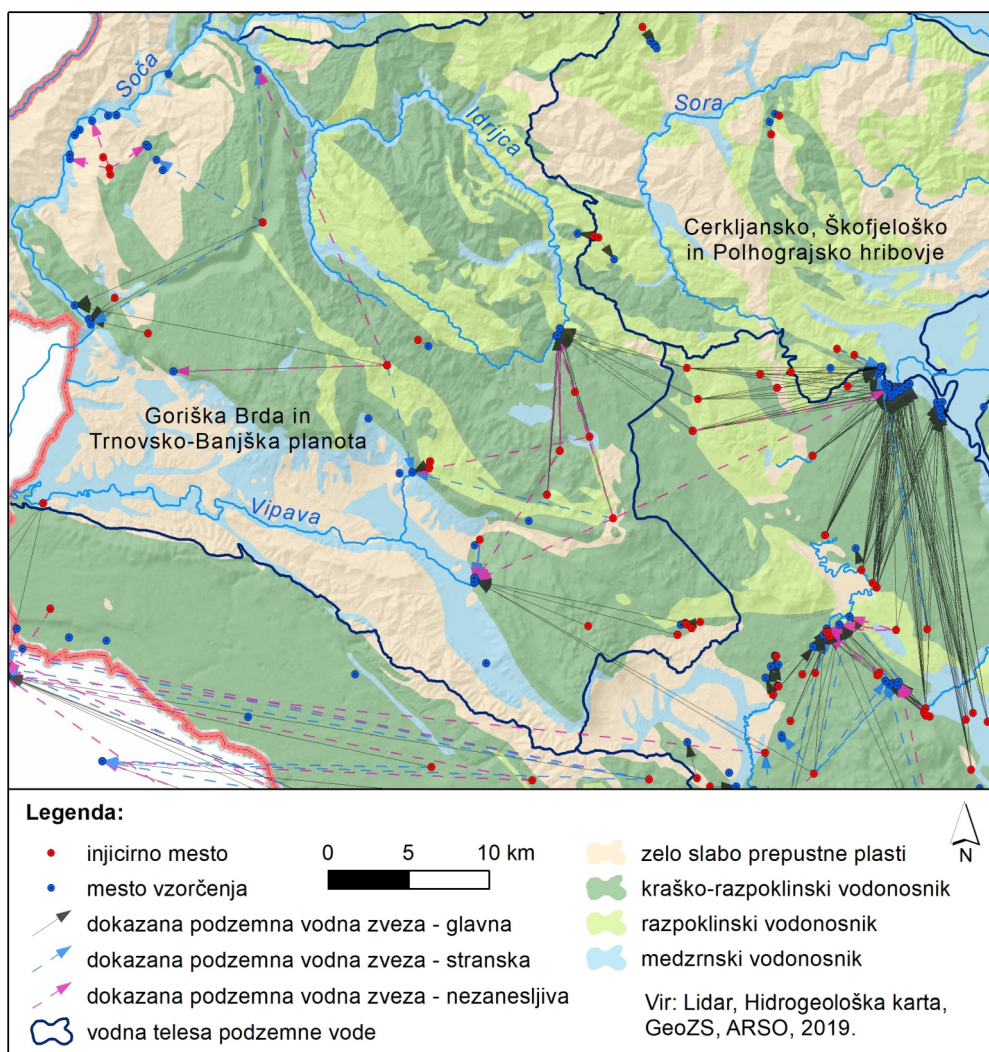 Soča
Idrijca
Sora
Cerkljansko, Škofjeloško
in Polhograjsko hribovje
Goriška Brda in
Trnovsko-Banjška planota
Vipava
Legenda:
injicirno mesto
mesto vzorčenja
dokazana podzemna vodna zveza - glavna
dokazana podzemna vodna zveza - stranska
dokazana podzemna vodna zveza - nezanesljiva
vodna telesa podzemne vode
0 5 10 km
zelo slabo prepustne plasti
kraško-razpoklinski vodonosnik
razpoklinski vodonosnik
medzrnski vodonosnik
Vir: Lidar, Hidrogeološka karta,
GeoZS, ARSO, 2019.
N